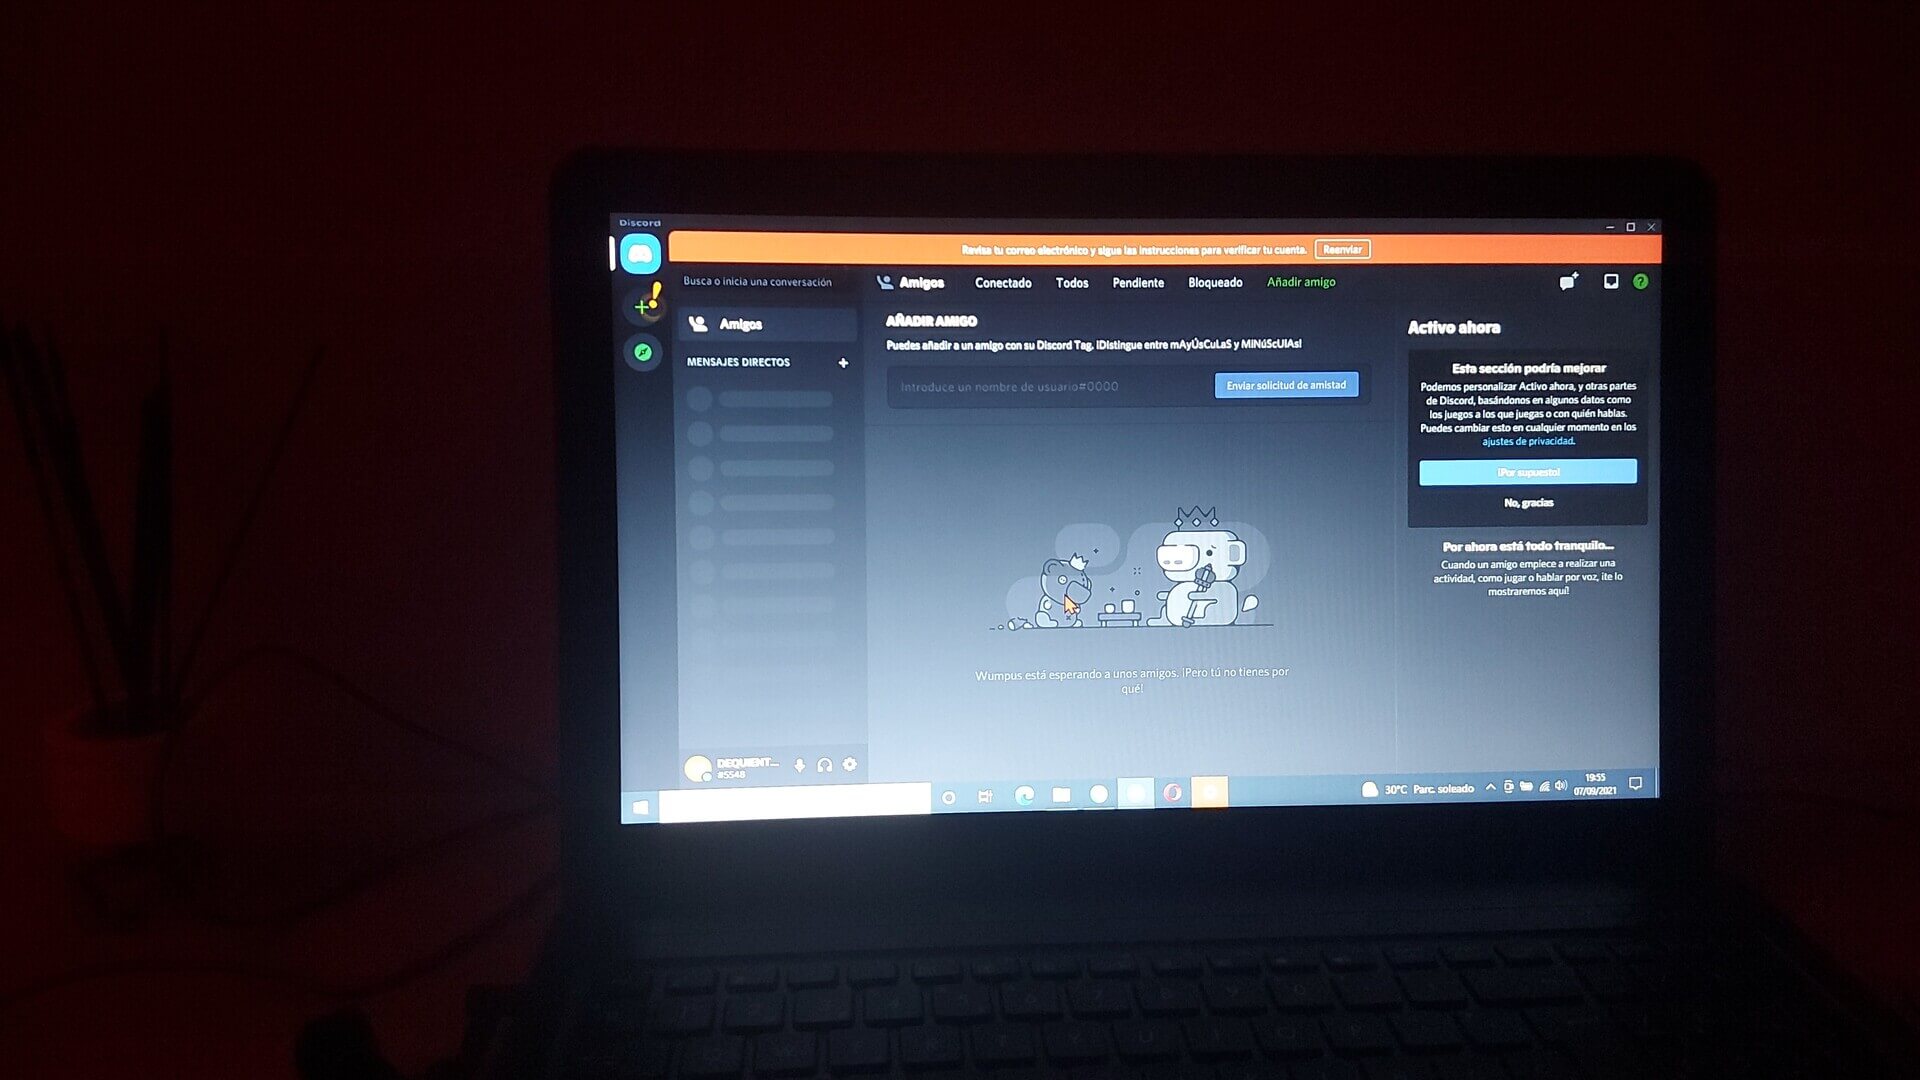 Discord
Revisa tu correo electrónico y sigue las instrucciones para verificar tu cuenta. Reenviar
Busca o inicia una conversación
Amigos Conectado Todos Pendiente Bloqueado Añadir amigo
Amigos
MENSAJES DIRECTOS
AÑADIR AMIGO
Puedes añadir a un amigo con su Discord Tag. ¡DIstingue entre mAyÚsCuLaS y MINúScUlAs!
Introduce un nombre de usuario#0000
Enviar solicitud de amistad
Wumpus está esperando a unos amigos. ¡Pero tú no tienes por
qué!
Activo ahora
Esta sección podría mejorar
Podemos personalizar Activo ahora, y otras partes
de Discord, basándonos en algunos datos como
los juegos a los que juegas o con quién hablas.
Puedes cambiar esto en cualquier momento en los
ajustes de privacidad.
¡Por supuesto!
No, gracias
Por ahora está todo tranquilo...
Cuando un amigo empiece a realizar una
actividad, como jugar o hablar por voz, ¡te lo
mostraremos aquí!
DEQUIENT...
#5548
30°C Parc. soleado
19:55
07/09/2021